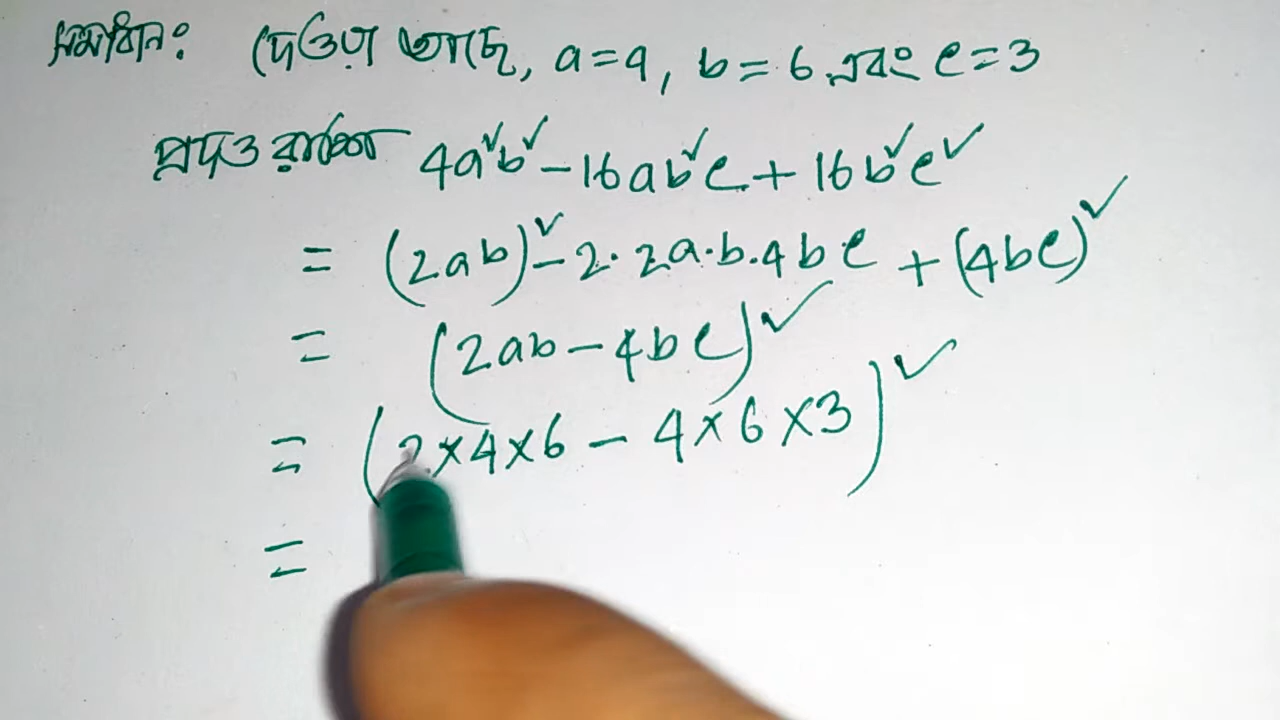 সমাধান: দেওয়া আছে, a=4, b=6 এবং c=3
প্রদত্ত রাশি 4a²b² - 16ab²c + 16b²c²
= (2ab)² - 2·2a·b·4bc + (4bc)²
= (2ab - 4bc)²
= (2×4×6 - 4×6×3)²
=